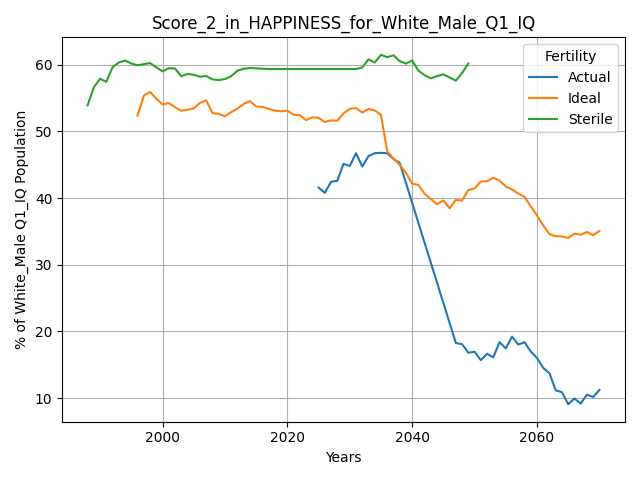 Score_2_in_HAPPINESS_for_White_Male_Q1_IQ
Fertility
Actual
Ideal
Sterile
% of White_Male Q1_IQ Population
60
50
40
30
20
10
2000 2020 2040 2060
Years